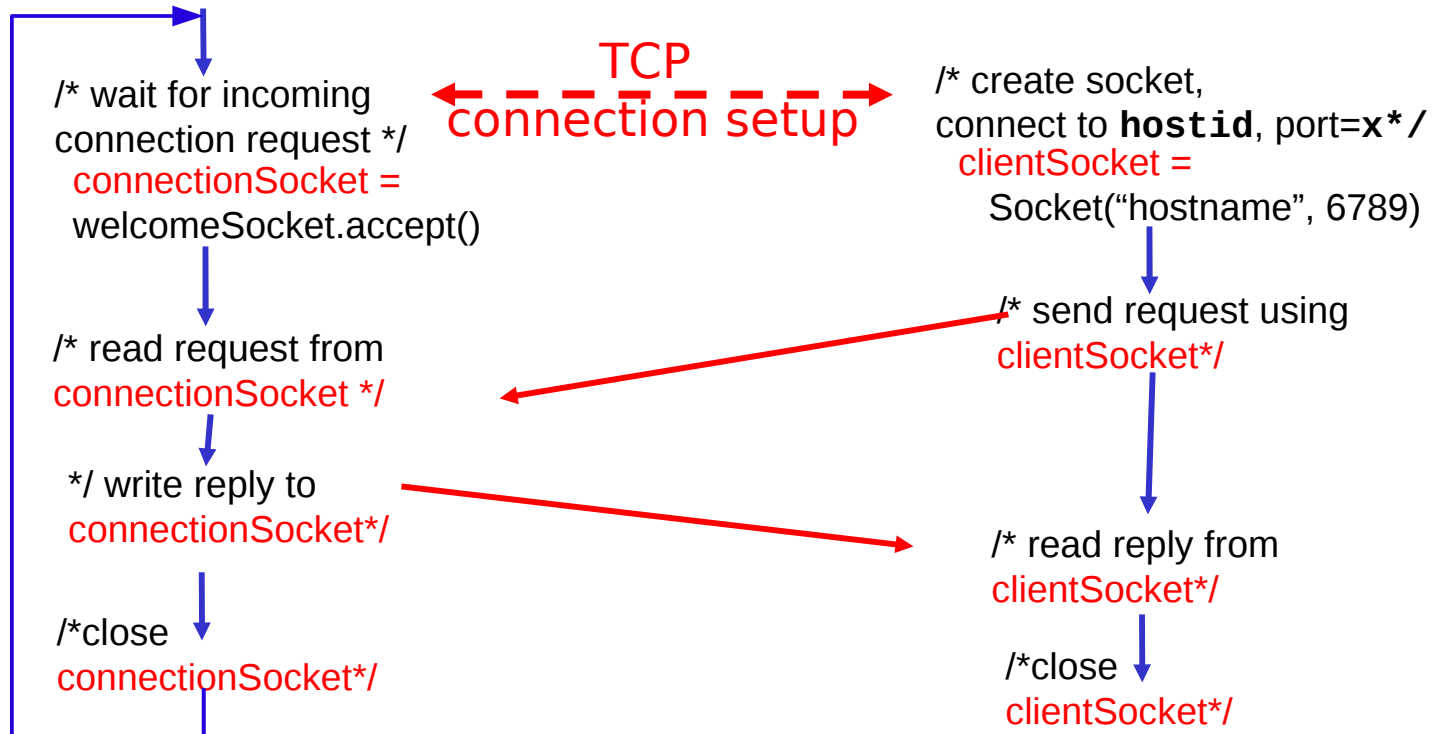 /* wait for incoming
connection request */
connectionSocket =
welcomeSocket.accept()
TCP
connection setup
/* create socket,
connect to hostid, port=x*/
clientSocket =
Socket(“hostname”, 6789)
/* send request using
clientSocket*/
/* read request from
connectionSocket */
*/ write reply to
connectionSocket*/
/* read reply from
clientSocket*/
/*close
connectionSocket*/
/*close
clientSocket*/